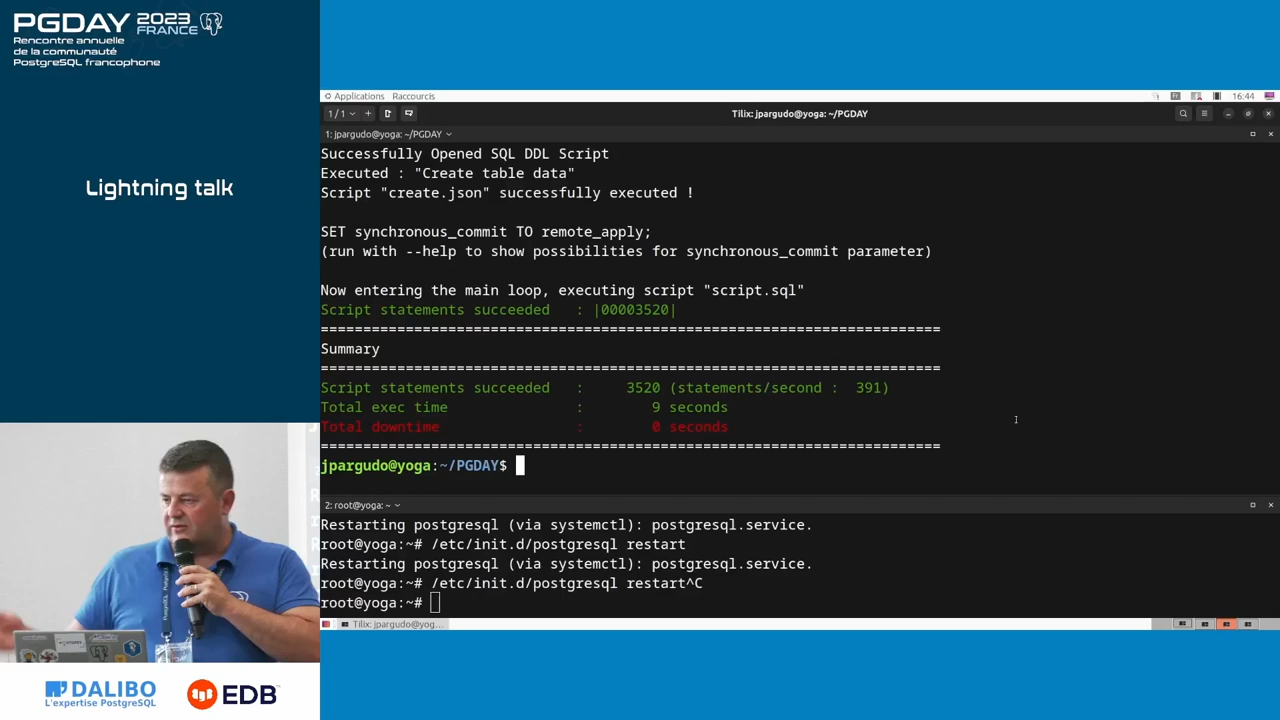 PGDAY 2023 FRANCE
Rencontre annuelle
de la communauté
PostgreSQL francophone
Lightning talk
Applications Raccourcis
16:44
1 / 1
Tilix: jpargudo@yoga: ~/PGDAY
1: jpargudo@yoga: ~/PGDAY
Successfully Opened SQL DDL Script
Executed : "Create table data"
Script "create.json" successfully executed !
SET synchronous_commit TO remote_apply;
(run with --help to show possibilities for synchronous_commit parameter)
Now entering the main loop, executing script "script.sql"
Script statements succeeded : |00003520|
=========================================================================
Summary
=========================================================================
Script statements succeeded : 3520 (statements/second : 391)
Total exec time : 9 seconds
Total downtime : 0 seconds
=========================================================================
jpargudo@yoga:~/PGDAY$
2: root@yoga: ~
Restarting postgresql (via systemctl): postgresql.service.
root@yoga:~# /etc/init.d/postgresql restart
Restarting postgresql (via systemctl): postgresql.service.
root@yoga:~# /etc/init.d/postgresql restart^C
root@yoga:~#
Tilix: jpargudo@yog...
DALIBO
L'expertise PostgreSQL
EDB